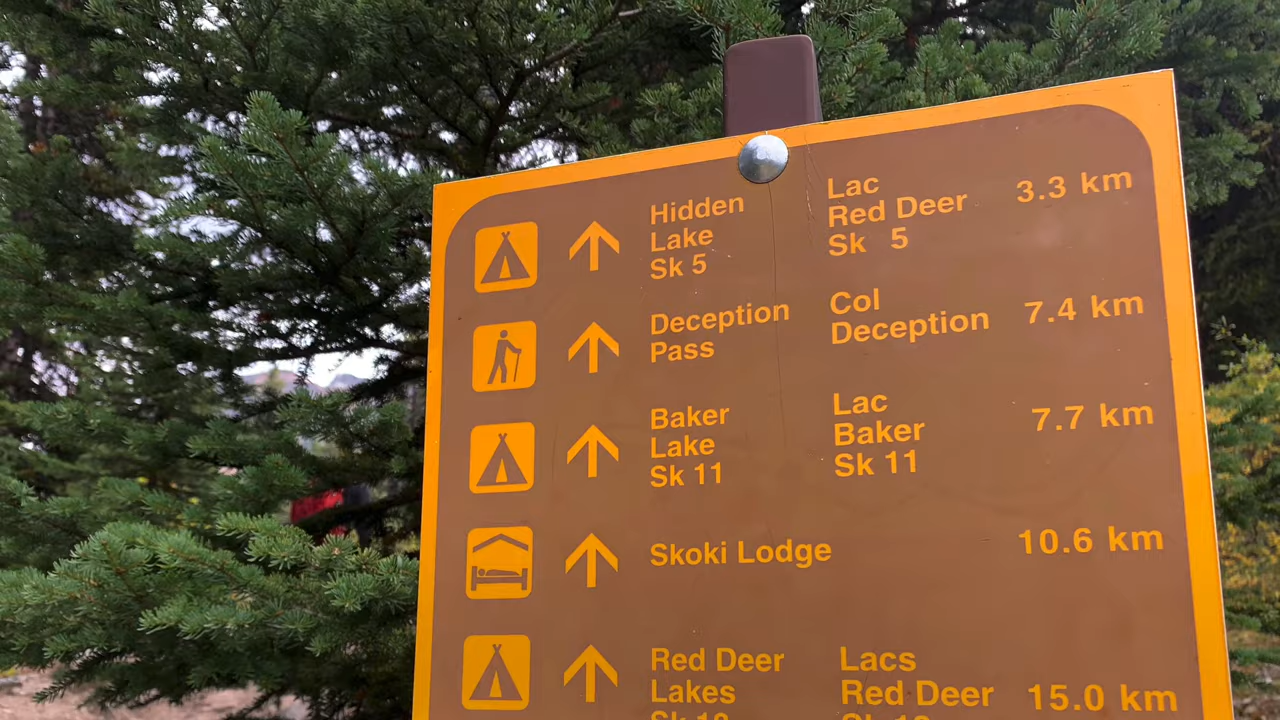 Hidden
Lake
Sk 5
Lac
Red Deer
Sk 5
3.3 km
Deception
Pass
Col
Deception
7.4 km
Baker
Lake
Sk 11
Lac
Baker
Sk 11
7.7 km
Skoki Lodge
10.6 km
Red Deer
Lakes
Lacs
Red Deer
15.0 km